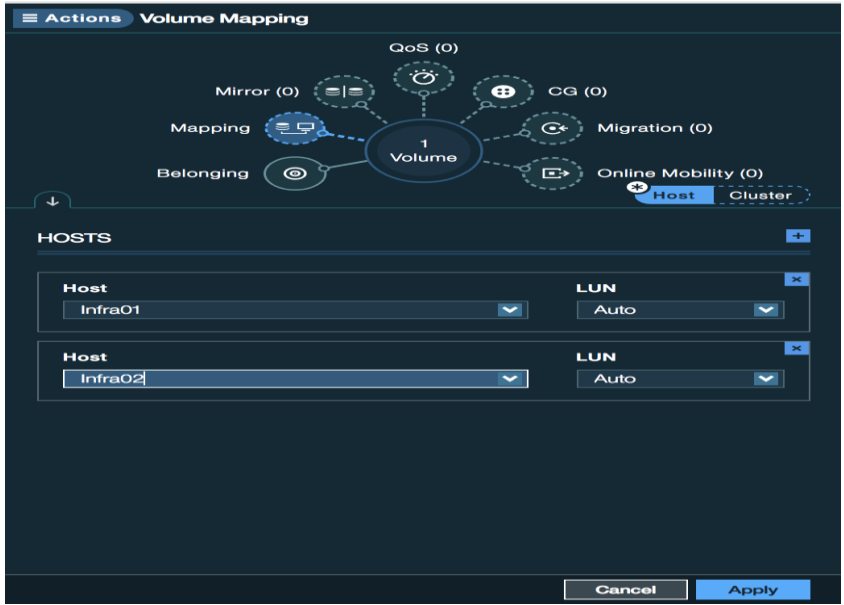 Actions Volume Mapping
QoS (0)
Mirror (0)
CG (0)
Mapping
Migration (0)
1
Volume
Belonging
Online Mobility (0)
Host Cluster
HOSTS
Host LUN
Infra01 Auto
Host LUN
Infra02 Auto
Cancel Apply